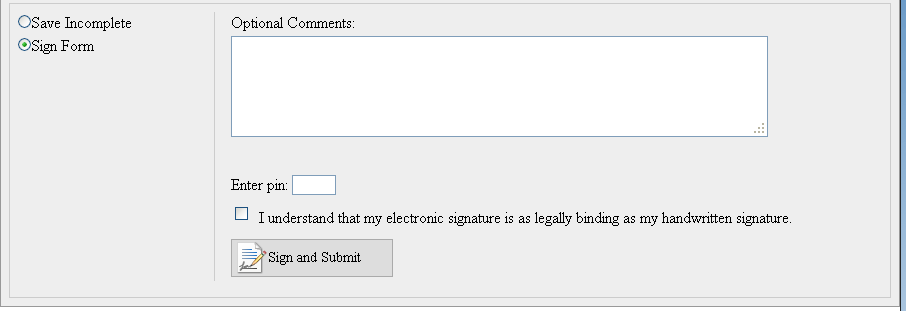 Save Incomplete
Sign Form
Optional Comments:
Enter pin:
I understand that my electronic signature is as legally binding as my handwritten signature.
Sign and Submit